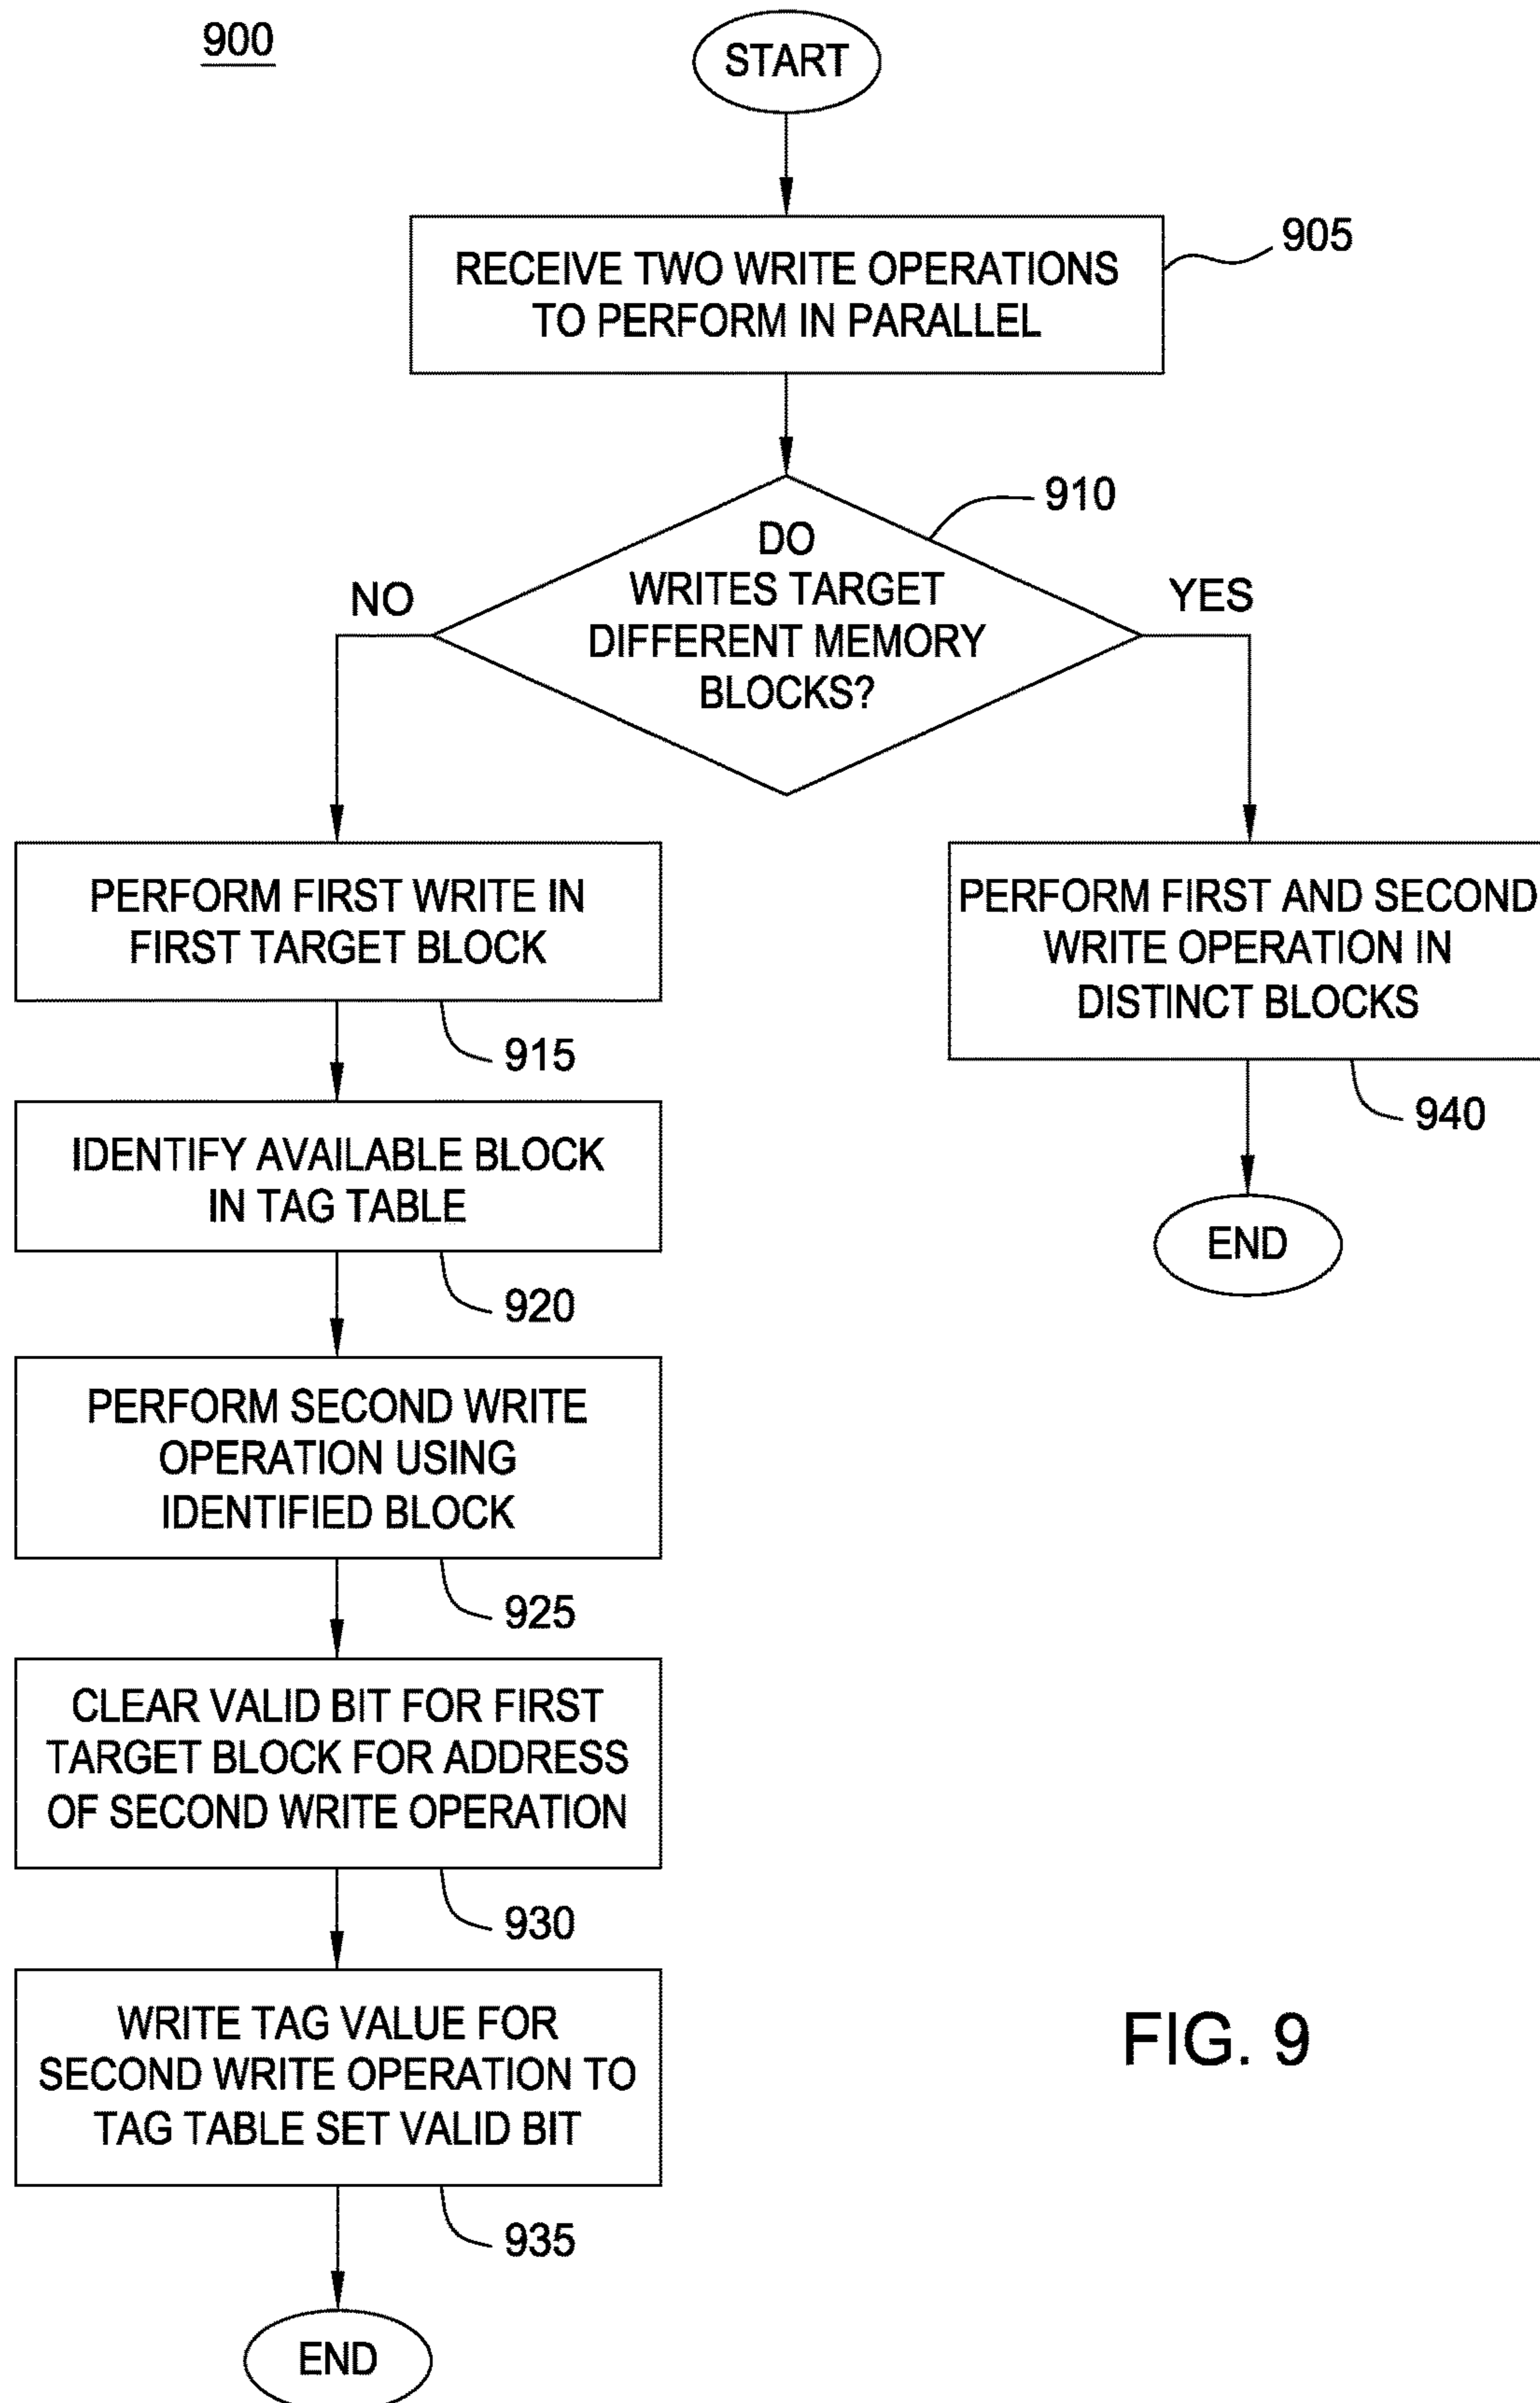 900
START
RECEIVE TWO WRITE OPERATIONS
TO PERFORM IN PARALLEL
905
DO
WRITES TARGET
DIFFERENT MEMORY
BLOCKS?
910
NO
YES
PERFORM FIRST WRITE IN
FIRST TARGET BLOCK
915
PERFORM FIRST AND SECOND
WRITE OPERATION IN
DISTINCT BLOCKS
940
END
IDENTIFY AVAILABLE BLOCK
IN TAG TABLE
920
PERFORM SECOND WRITE
OPERATION USING
IDENTIFIED BLOCK
925
CLEAR VALID BIT FOR FIRST
TARGET BLOCK FOR ADDRESS
OF SECOND WRITE OPERATION
930
WRITE TAG VALUE FOR
SECOND WRITE OPERATION TO
TAG TABLE SET VALID BIT
935
END
FIG. 9